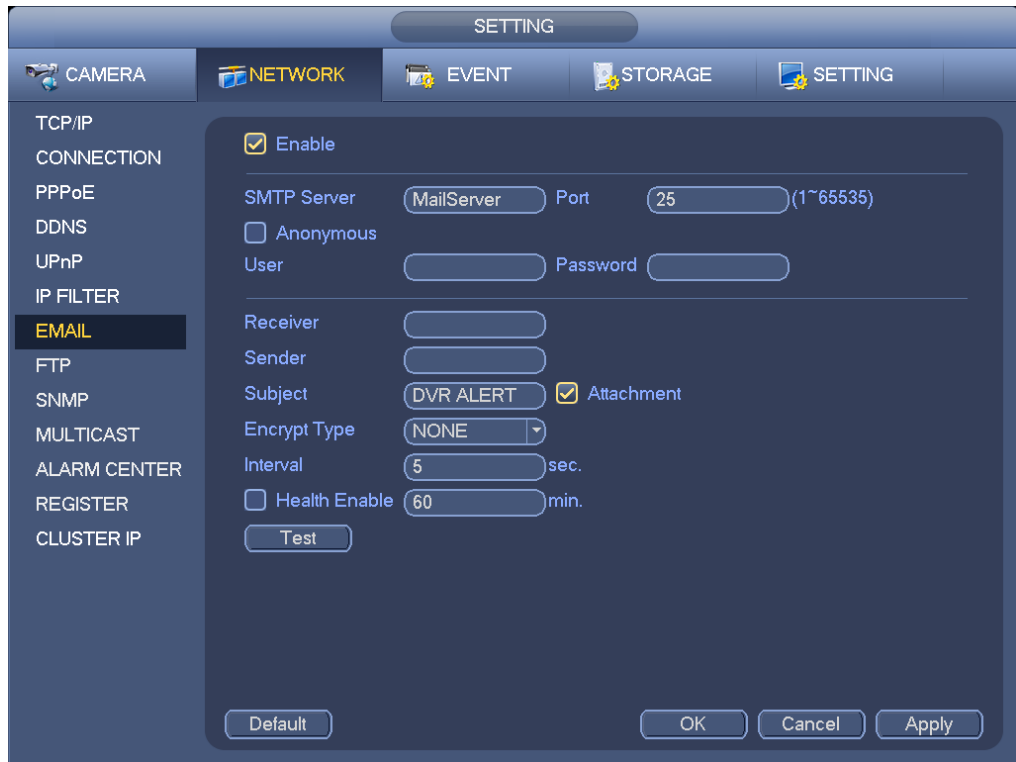 SETTING
CAMERA NETWORK EVENT STORAGE SETTING
TCP/IP
CONNECTION
PPPoE
DDNS
UPnP
IP FILTER
EMAIL
FTP
SNMP
MULTICAST
ALARM CENTER
REGISTER
CLUSTER IP
Enable
SMTP Server MailServer Port 25 (1~65535)
Anonymous
User Password
Receiver
Sender
Subject DVR ALERT Attachment
Encrypt Type NONE
Interval 5 sec.
Health Enable 60 min.
Test
Default OK Cancel Apply